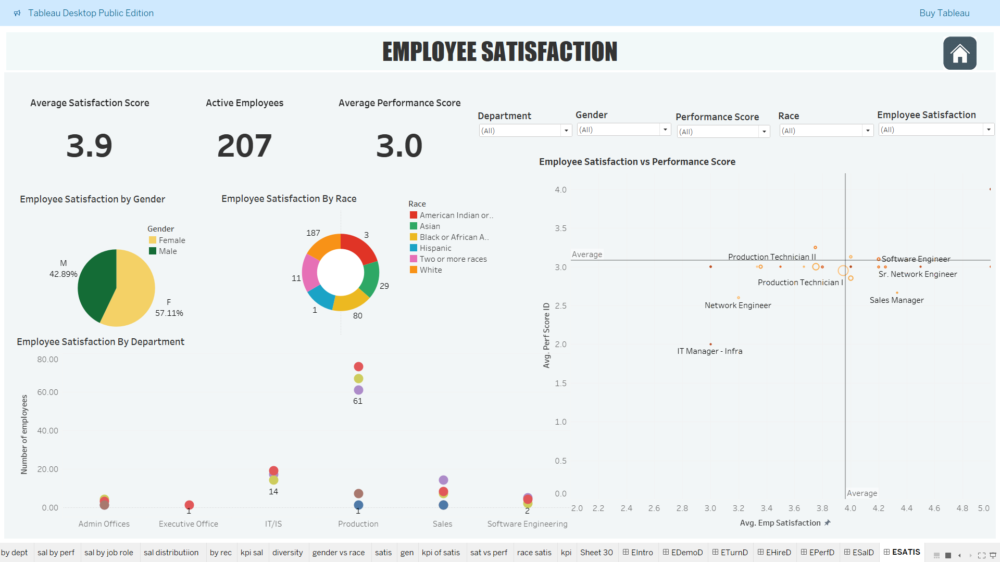 Tableau Desktop Public Edition
Buy Tableau
EMPLOYEE SATISFACTION
Average Satisfaction Score
3.9
Active Employees
207
Average Performance Score
3.0
Department
(All)
Gender
(All)
Performance Score
(All)
Race
(All)
Employee Satisfaction
(All)
Employee Satisfaction by Gender
Gender
Female
Male
M
42.89%
F
57.11%
Employee Satisfaction By Race
187
3
11
29
1
80
Race
American Indian or..
Asian
Black or African A..
Hispanic
Two or more races
White
Employee Satisfaction By Department
Number of employees
80.00
60.00
40.00
20.00
0.00
61
14
1
1
2
Admin Offices
Executive Office
IT/IS
Production
Sales
Software Engineering
Employee Satisfaction vs Performance Score
Avg. Perf Score ID
4.0
3.5
3.0
2.5
2.0
1.5
1.0
0.5
0.0
Average
Production Technician II
Software Engineer
Sr. Network Engineer
Production Technician I
Sales Manager
Network Engineer
IT Manager - Infra
Average
2.0 2.2 2.4 2.6 2.8 3.0 3.2 3.4 3.6 3.8 4.0 4.2 4.4 4.6 4.8 5.0
Avg. Emp Satisfaction
by dept
sal by perf
sal by job role
sal distributiion
by rec
kpi sal
diversity
gender vs race
satis
gen
kpi of satis
sat vs perf
race satis
kpi
Sheet 30
EIntro
EDemoD
ETurnD
EHireD
EPerfD
ESalD
ESATIS